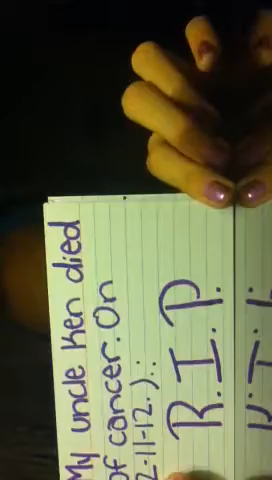 My uncle Ken died
of cancer. On
2-11-12. ) :
R.I.P.